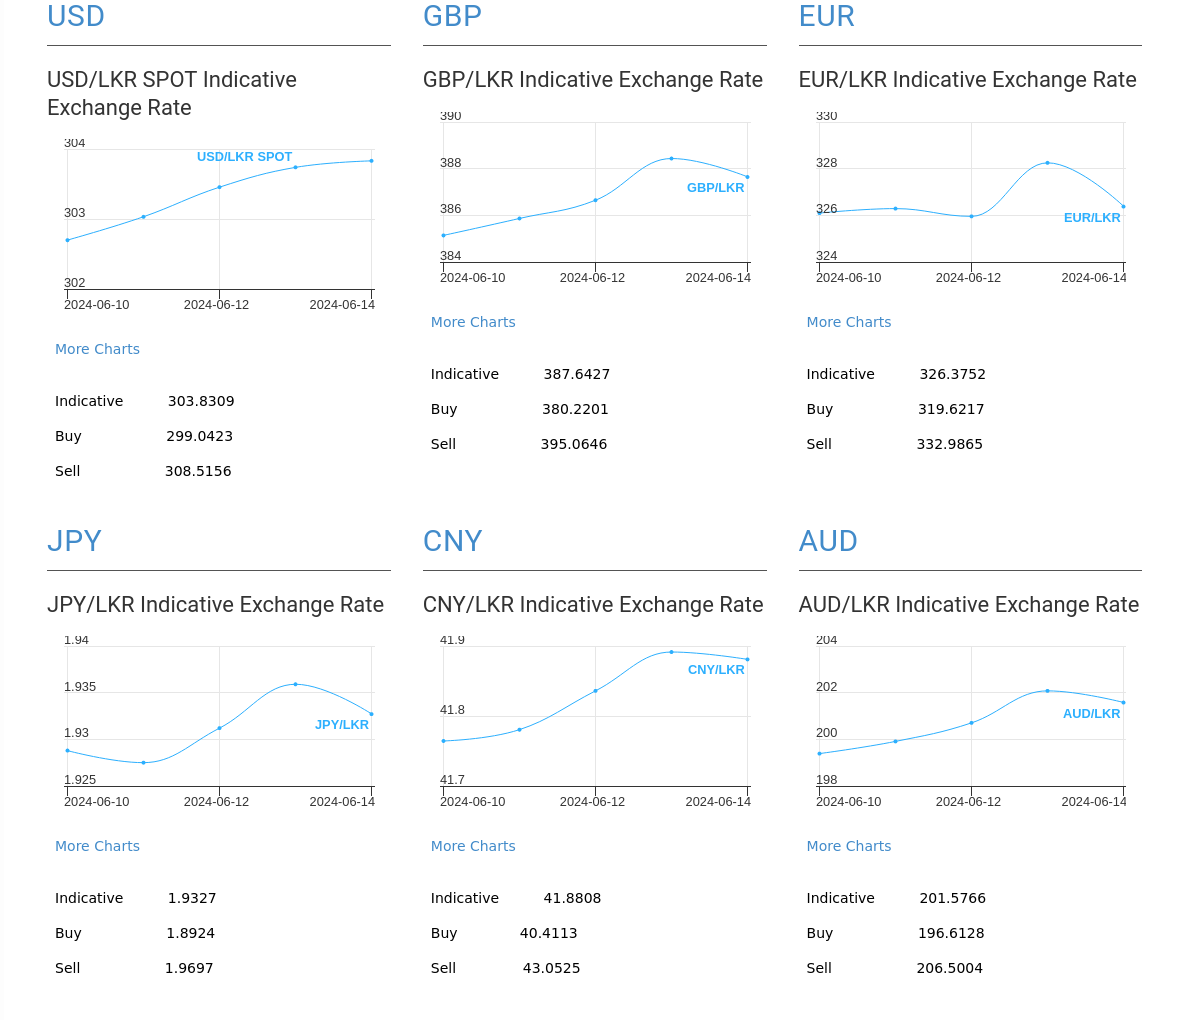 USD
USD/LKR SPOT Indicative
Exchange Rate
304
USD/LKR SPOT
303
302
2024-06-10 2024-06-12 2024-06-14
More Charts
Indicative 303.8309
Buy 299.0423
Sell 308.5156
GBP
GBP/LKR Indicative Exchange Rate
390
388
GBP/LKR
386
384
2024-06-10 2024-06-12 2024-06-14
More Charts
Indicative 387.6427
Buy 380.2201
Sell 395.0646
EUR
EUR/LKR Indicative Exchange Rate
330
328
326
EUR/LKR
324
2024-06-10 2024-06-12 2024-06-14
More Charts
Indicative 326.3752
Buy 319.6217
Sell 332.9865
JPY
JPY/LKR Indicative Exchange Rate
1.94
1.935
JPY/LKR
1.93
1.925
2024-06-10 2024-06-12 2024-06-14
More Charts
Indicative 1.9327
Buy 1.8924
Sell 1.9697
CNY
CNY/LKR Indicative Exchange Rate
41.9
CNY/LKR
41.8
41.7
2024-06-10 2024-06-12 2024-06-14
More Charts
Indicative 41.8808
Buy 40.4113
Sell 43.0525
AUD
AUD/LKR Indicative Exchange Rate
204
202
AUD/LKR
200
198
2024-06-10 2024-06-12 2024-06-14
More Charts
Indicative 201.5766
Buy 196.6128
Sell 206.5004